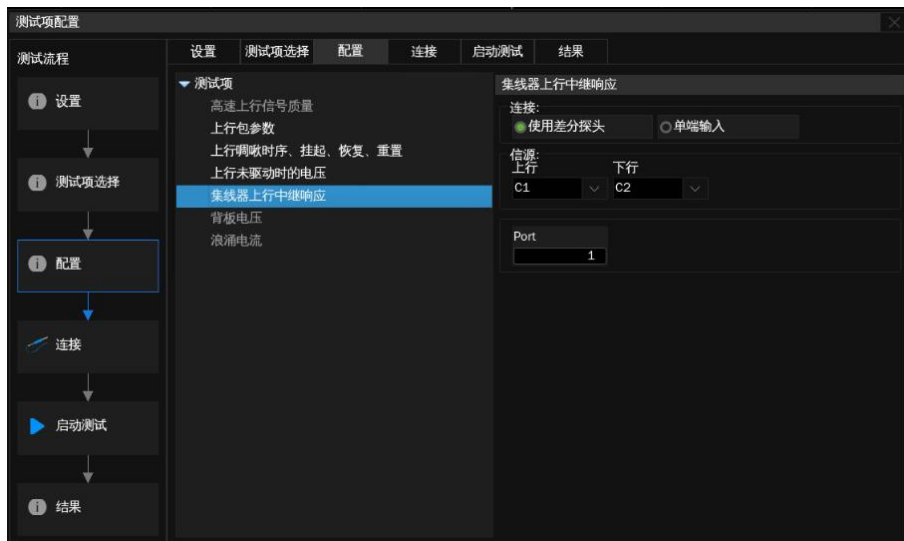 测试项配置
测试流程
设置
测试项选择
配置
连接
启动测试
结果
设置 测试项选择 配置 连接 启动测试 结果
测试项
高速上行信号质量
上行包参数
上行啁啾时序、挂起、恢复、重置
上行未驱动时的电压
集线器上行中继响应
背板电压
浪涌电流
集线器上行中继响应
连接:
使用差分探头 单端输入
信源:
上行 下行
C1 C2
Port
1